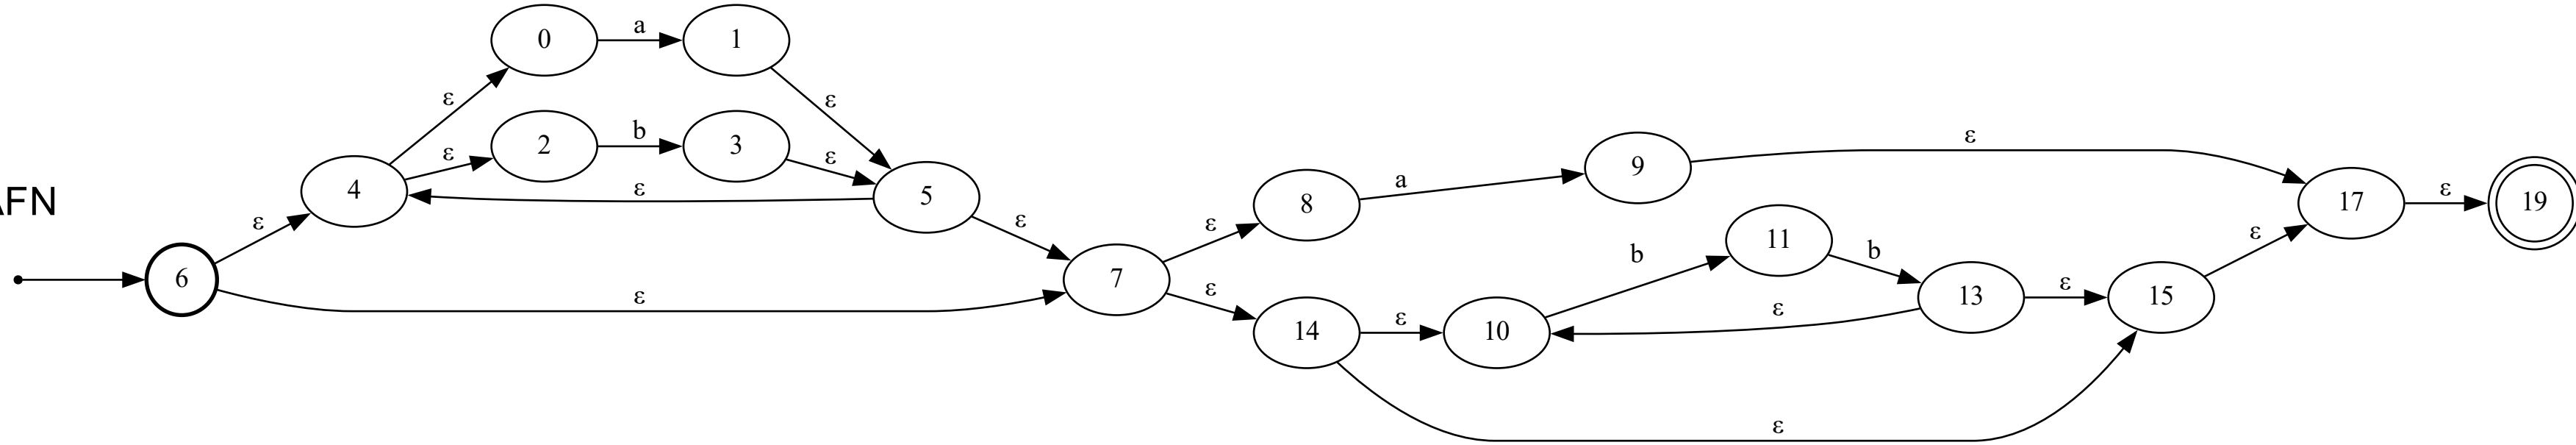 0 a 1
ε ε
2 b 3
ε ε
4 ε 5
AFN
ε ε
6 ε 7
ε 8 a 9 ε 17 ε 19
b 11 b
ε 14 ε 10 ε 13 ε 15 ε
ε